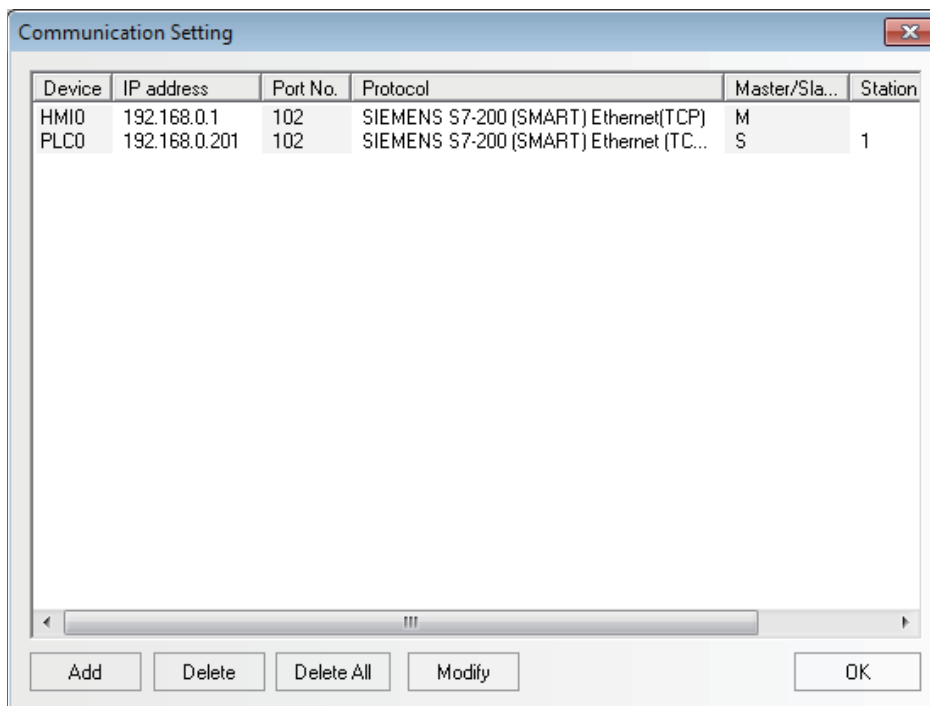 Communication Setting
Device IP address Port No. Protocol Master/Sla... Station
HMI0 192.168.0.1 102 SIEMENS S7-200 (SMART) Ethernet(TCP) M
PLC0 192.168.0.201 102 SIEMENS S7-200 (SMART) Ethernet (TC... S 1
Add Delete Delete All Modify OK